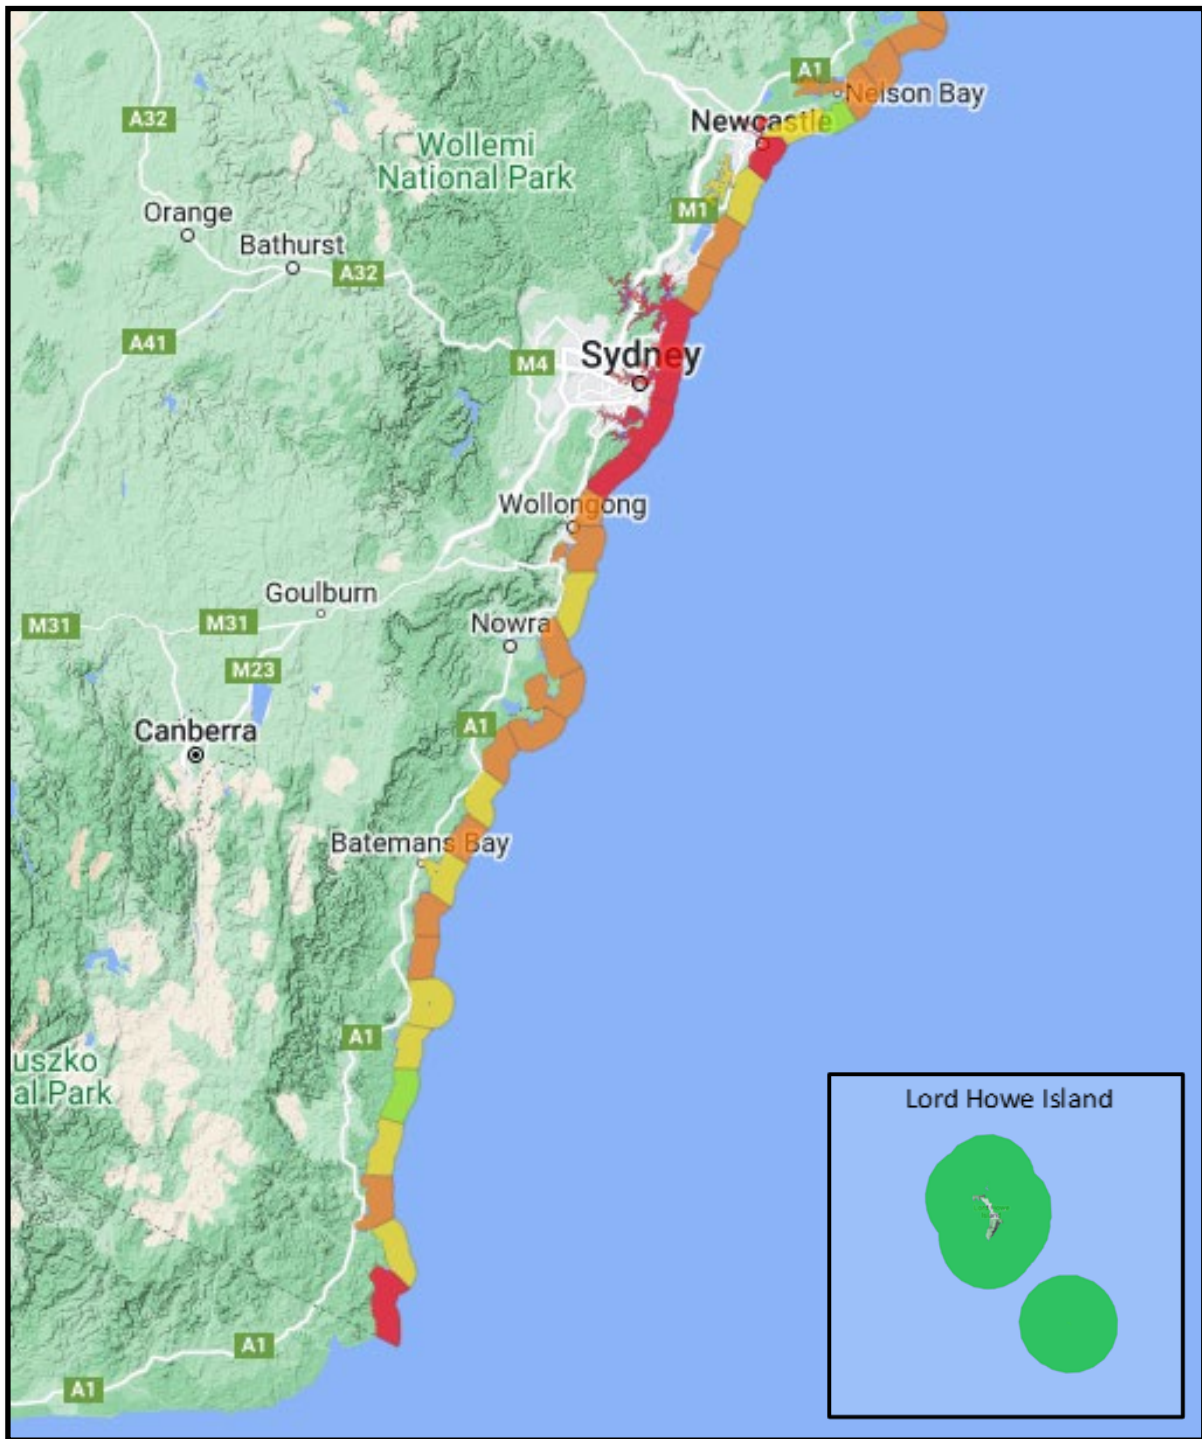 A1
Nelson Bay
A32
Newcastle
Wollemi
National Park
Orange
M1
Bathurst
A32
A41
Sydney
M4
Wollongong
Goulburn
M31
M31
Nowra
M23
A1
Canberra
Batemans Bay
A1
uszko
al Park
Lord Howe Island
A1
A1